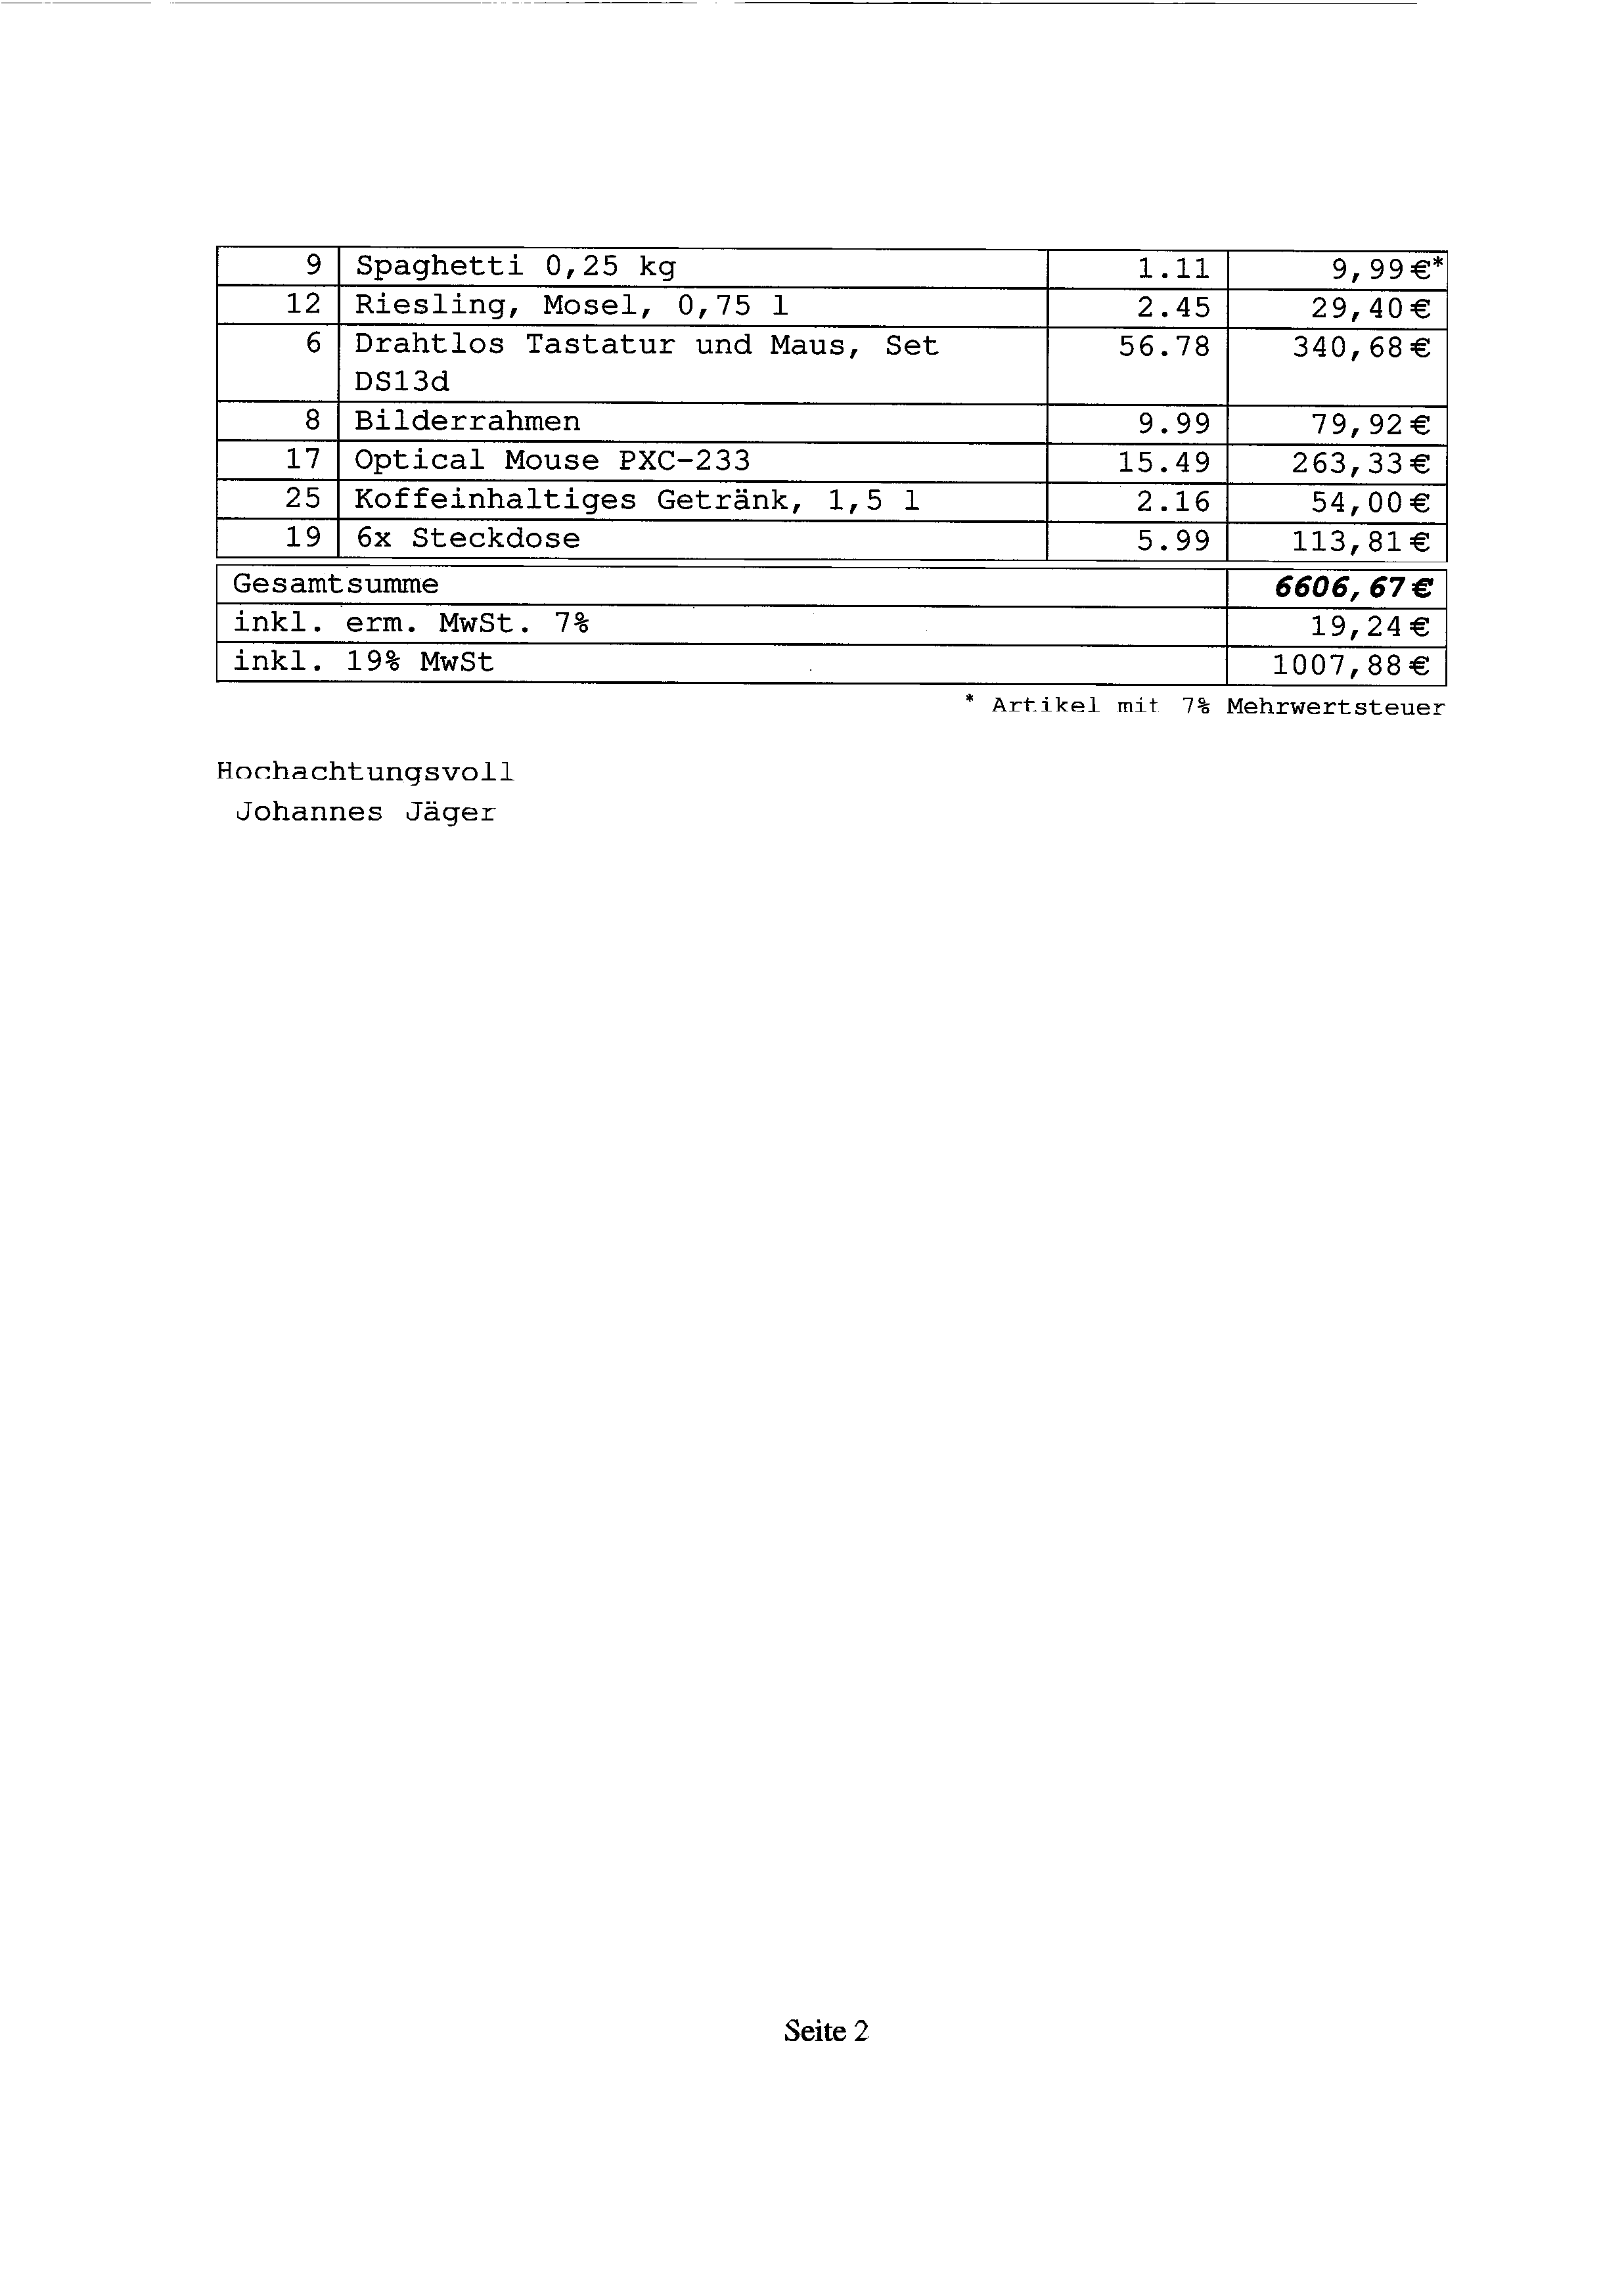 9 Spaghetti 0,25 kg 1.11 9,99€*
12 Riesling, Mosel, 0,75 l 2.45 29,40€
6 Drahtlos Tastatur und Maus, Set 56.78 340,68€
DS13d
8 Bilderrahmen 9.99 79,92€
17 Optical Mouse PXC-233 15.49 263,33€
25 Koffeinhaltiges Getränk, 1,5 l 2.16 54,00€
19 6x Steckdose 5.99 113,81€
Gesamtsumme 6606,67€
inkl. erm. MwSt. 7% 19,24€
inkl. 19% MwSt 1007,88€
* Artikel mit 7% Mehrwertsteuer
Hochachtungsvoll
Johannes Jäger
Seite 2